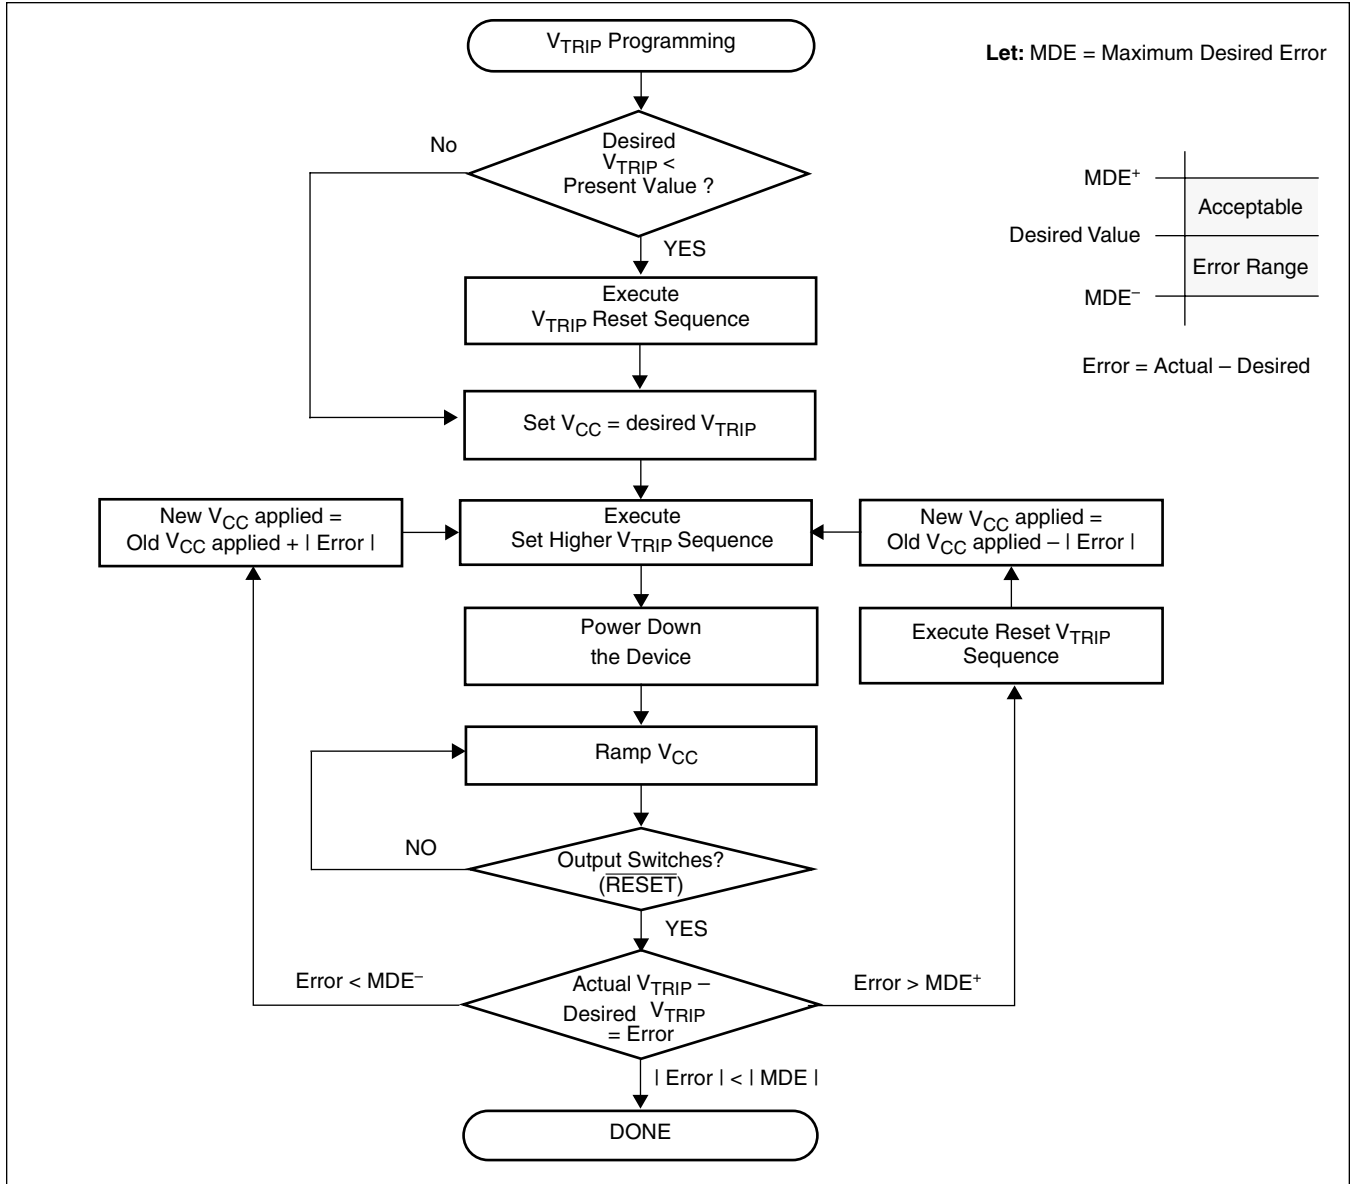 VTRIP Programming
Let: MDE = Maximum Desired Error
No
Desired
VTRIP <
Present Value ?
YES
MDE+
Acceptable
Desired Value
Error Range
MDE–
Error = Actual – Desired
Execute
VTRIP Reset Sequence
Set VCC = desired VTRIP
New VCC applied =
Old VCC applied + | Error |
Execute
Set Higher VTRIP Sequence
New VCC applied =
Old VCC applied – | Error |
Power Down
the Device
Execute Reset VTRIP
Sequence
Ramp VCC
NO
Output Switches?
(RESET)
YES
Error < MDE–
Actual VTRIP –
Desired VTRIP
= Error
Error > MDE+
| Error | < | MDE |
DONE